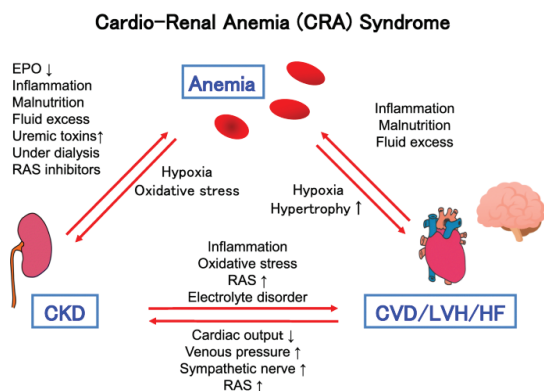 Cardio-Renal Anemia (CRA) Syndrome
EPO ↓
Inflammation
Malnutrition
Fluid excess
Uremic toxins↑
Under dialysis
RAS inhibitors
Anemia
Inflammation
Malnutrition
Fluid excess
Hypoxia
Oxidative stress
Hypoxia
Hypertrophy ↑
Inflammation
Oxidative stress
RAS ↑
Electrolyte disorder
CKD
CVD/LVH/HF
Cardiac output ↓
Venous pressure ↑
Sympathetic nerve ↑
RAS ↑